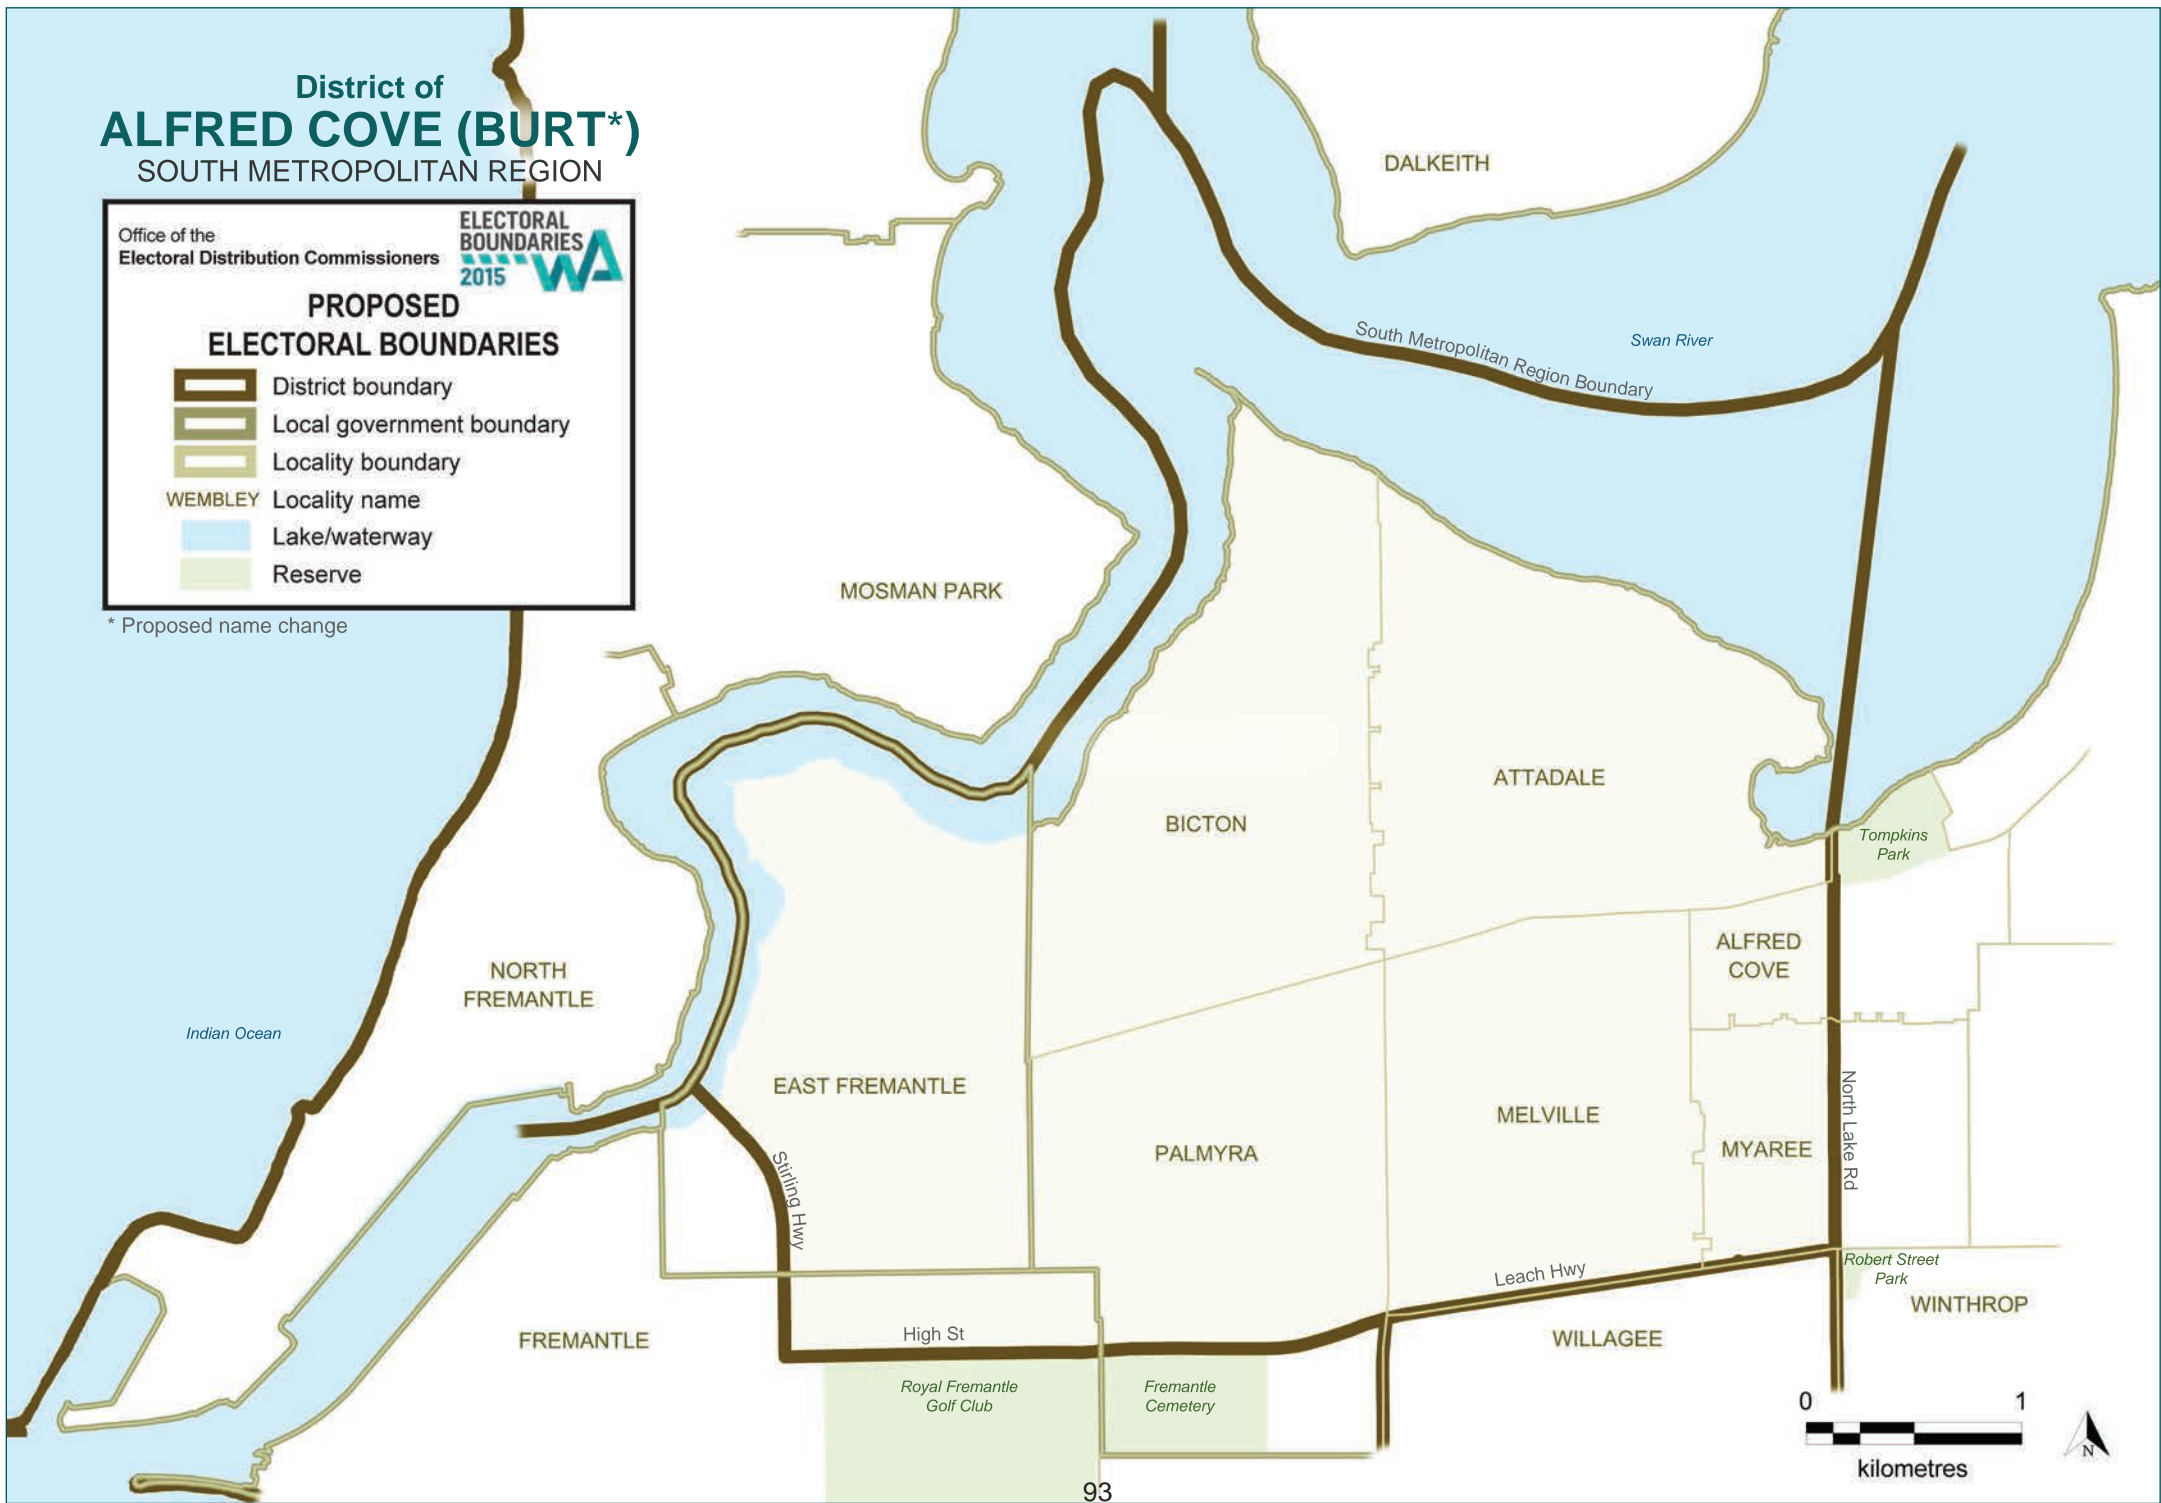 District of
ALFRED COVE (BURT*)
SOUTH METROPOLITAN REGION
Office of the
Electoral Distribution Commissioners
ELECTORAL
BOUNDARIES
2015 WA
PROPOSED
ELECTORAL BOUNDARIES
District boundary
Local government boundary
Locality boundary
WEMBLEY Locality name
Lake/waterway
Reserve
* Proposed name change
DALKEITH
Swan River
South Metropolitan Region Boundary
MOSMAN PARK
ATTADALE
BICTON
Tompkins
Park
ALFRED
COVE
NORTH
FREMANTLE
Indian Ocean
EAST FREMANTLE
MELVILLE
PALMYRA
MYAREE
North Lake Rd
Stirling Hwy
Leach Hwy
Robert Street
Park
WINTHROP
High St
FREMANTLE
WILLAGEE
Royal Fremantle
Golf Club
Fremantle
Cemetery
0 1
kilometres
N
93